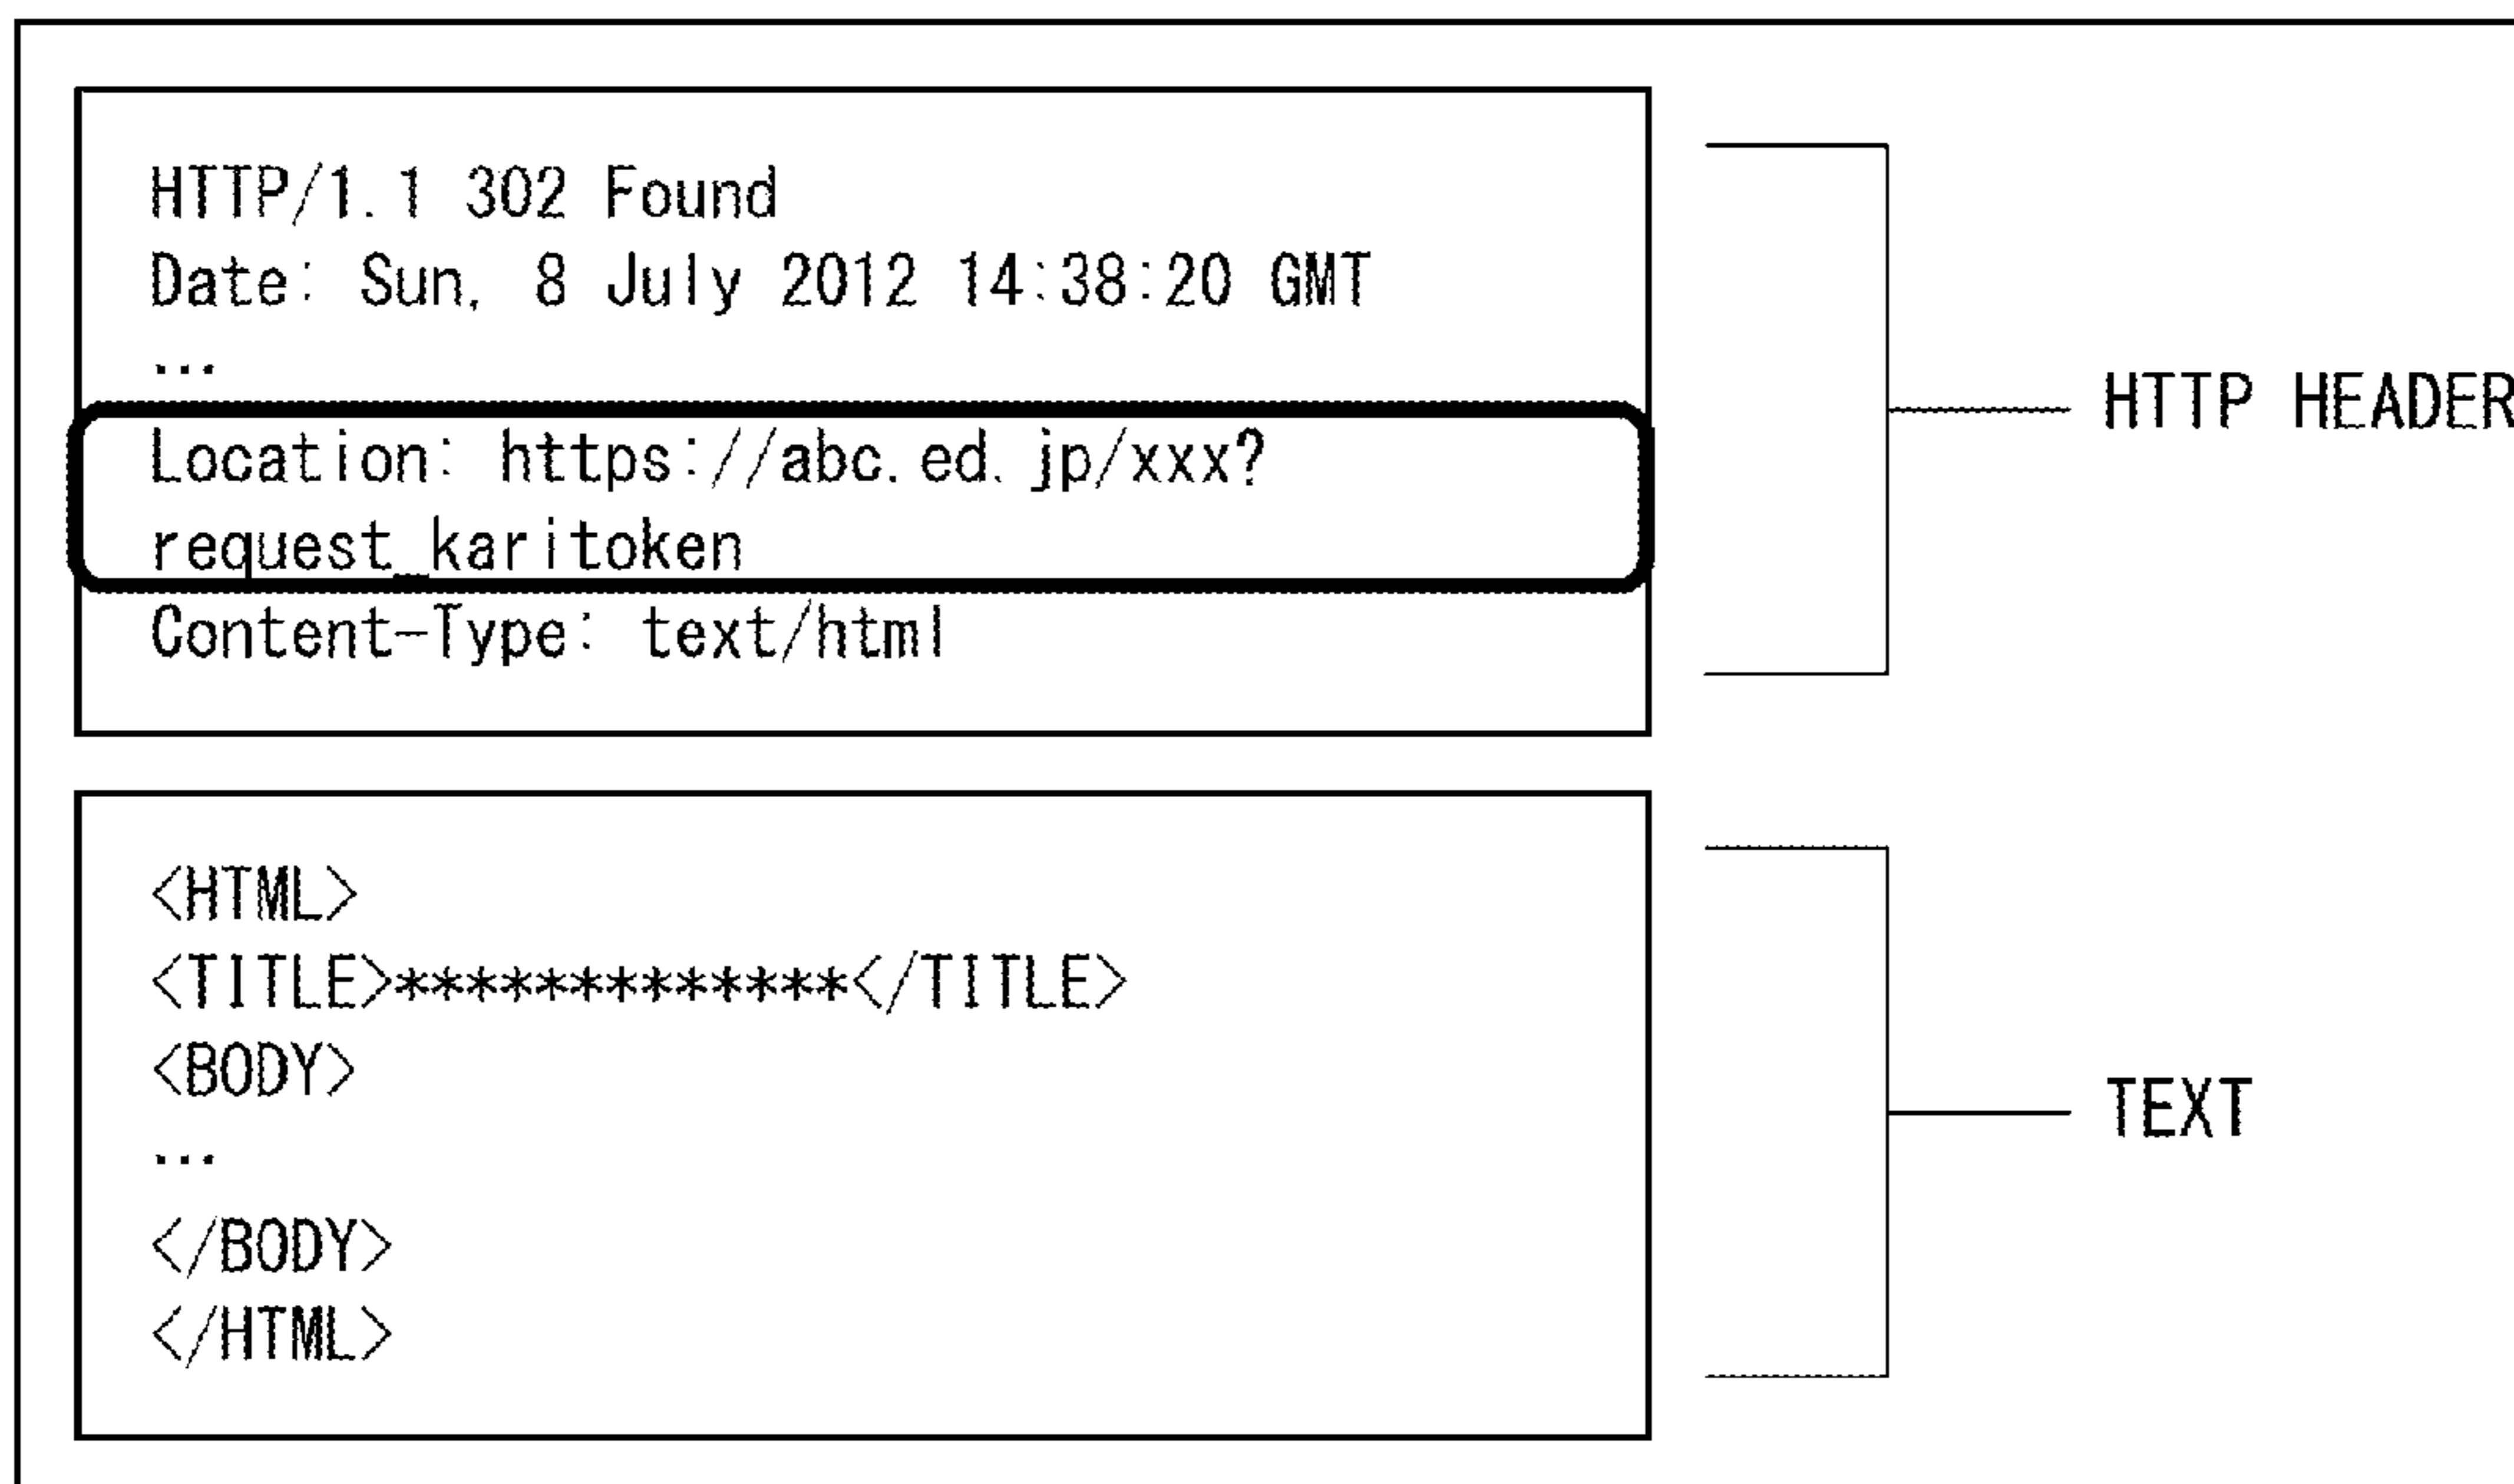 HTTP/1.1 302 Found
Date: Sun, 8 July 2012 14:38:20 GMT
...
Location: https://abc.ed.jp/xxx?
request_karitoken
Content-Type: text/html
HTTP HEADER
<HTML>
<TITLE>*************</TITLE>
<BODY>
...
</BODY>
</HTML>
TEXT